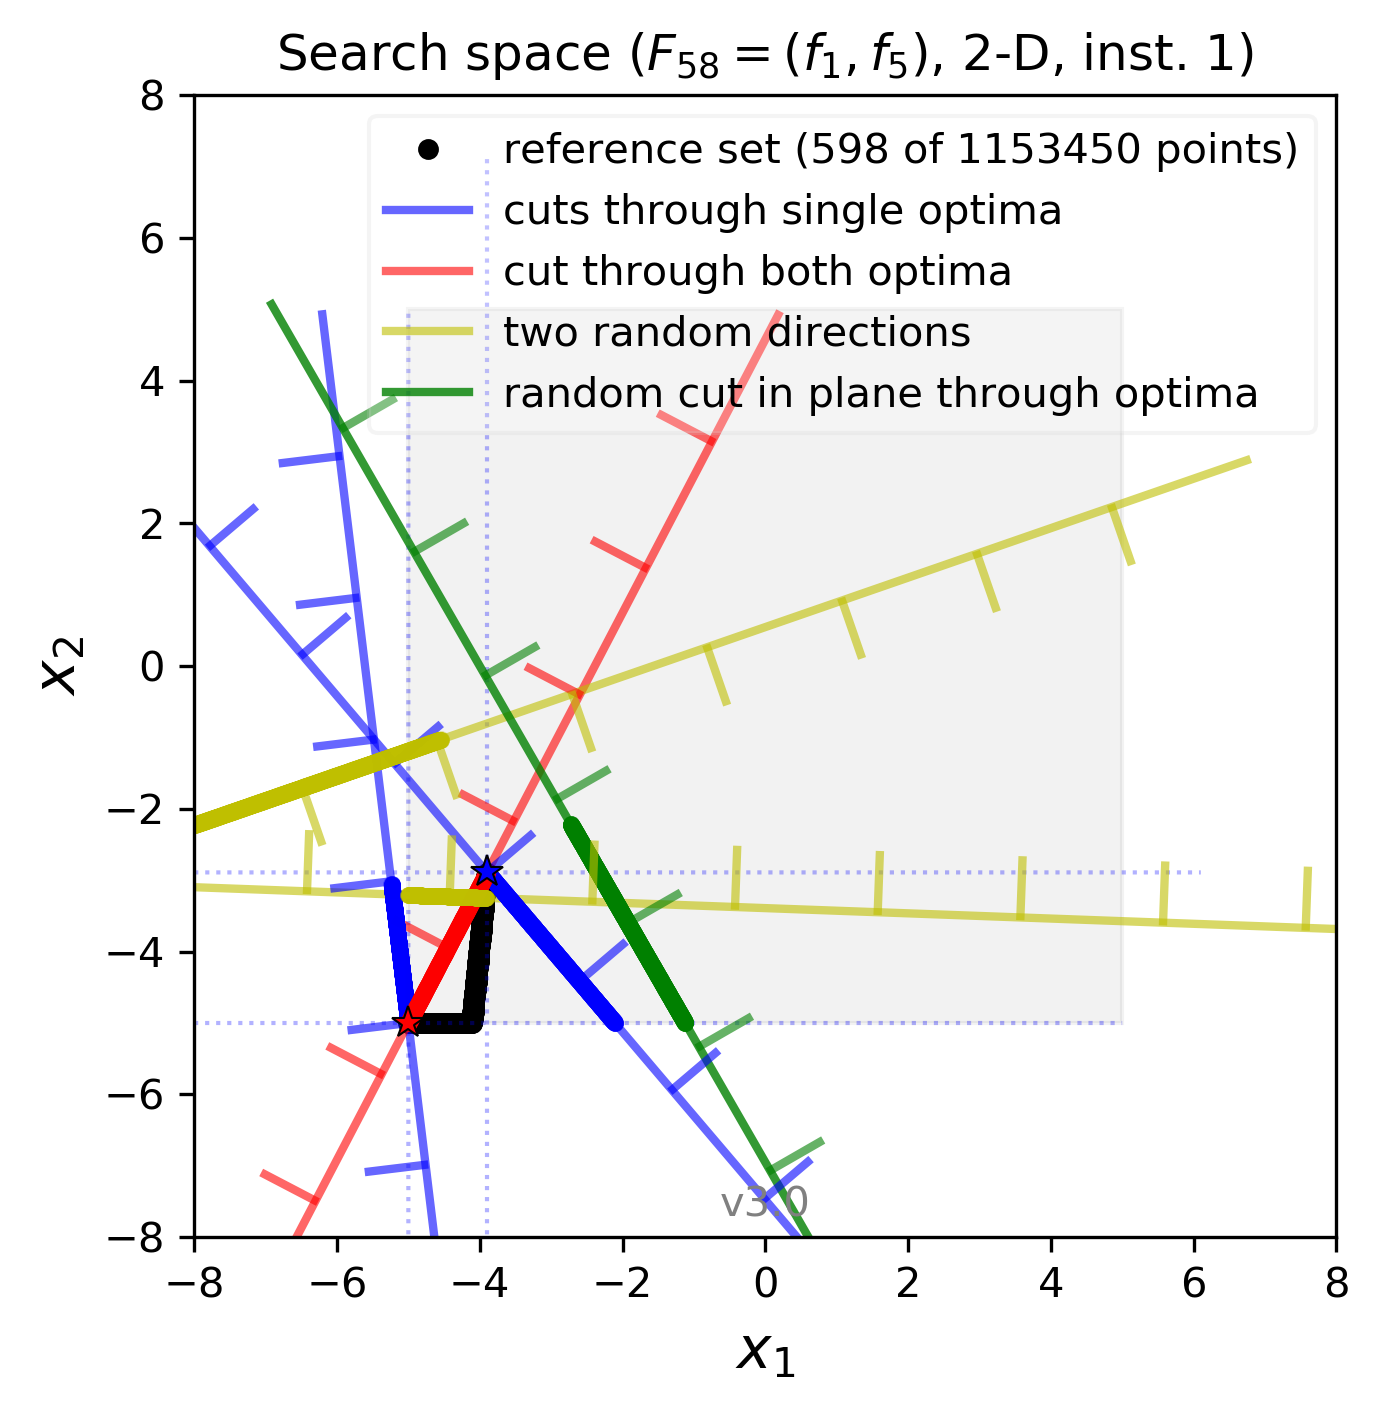 Search space (F₅₈ = (f₁, f₅), 2-D, inst. 1)
reference set (598 of 1153450 points)
cuts through single optima
cut through both optima
two random directions
random cut in plane through optima
8
6
4
2
0
−2
−4
−6
−8
x₂
v3.0
−8 −6 −4 −2 0 2 4 6 8
x₁